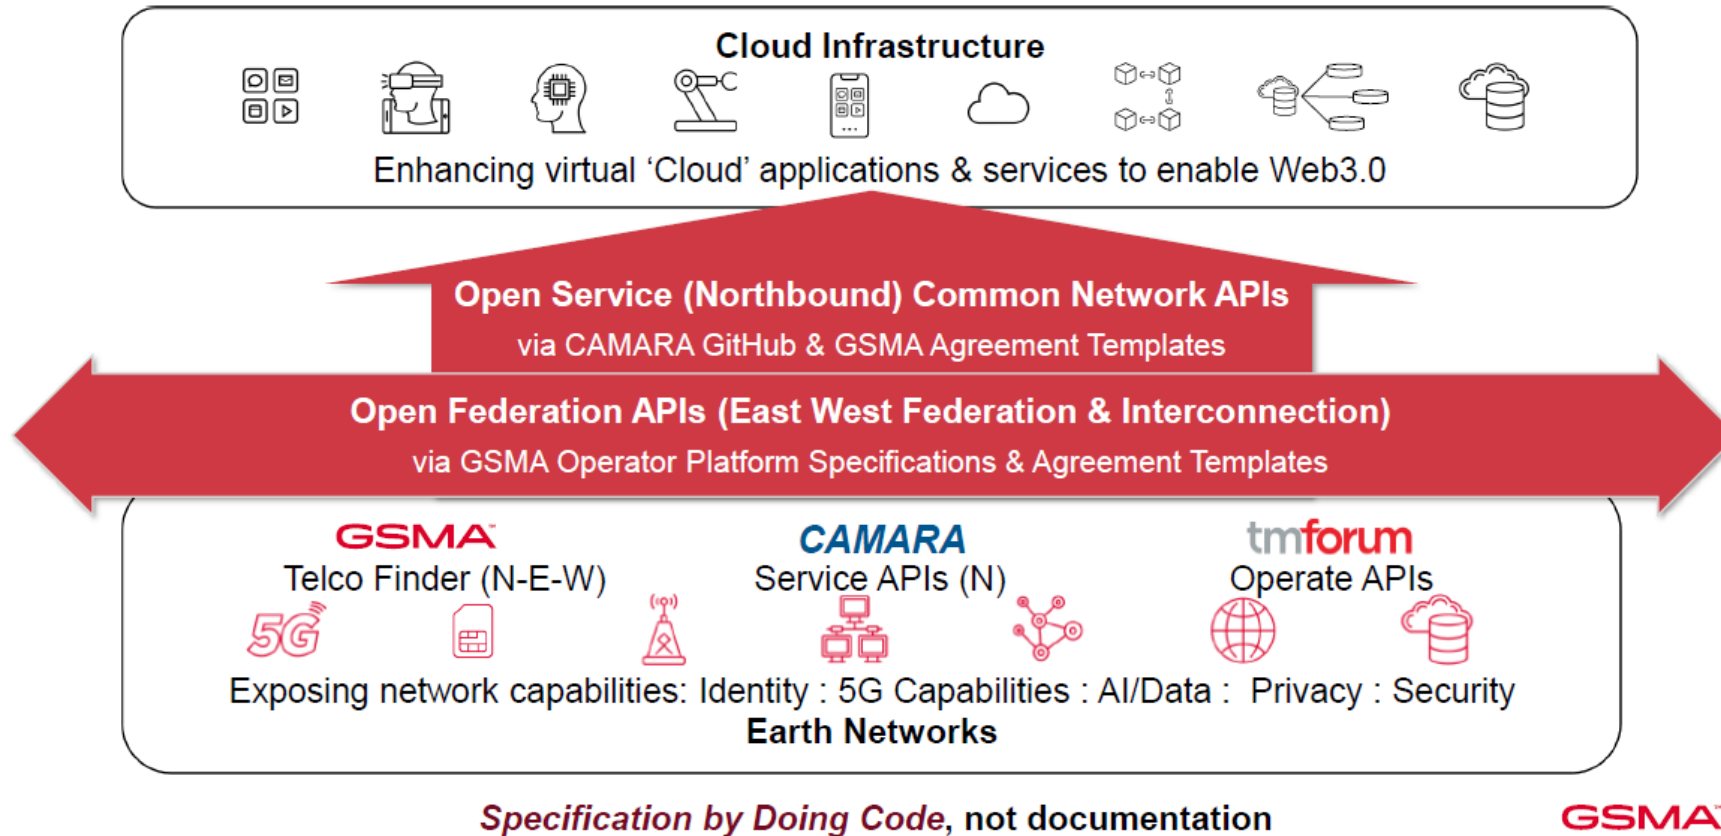 Cloud Infrastructure
Enhancing virtual ‘Cloud’ applications & services to enable Web3.0
Open Service (Northbound) Common Network APIs
via CAMARA GitHub & GSMA Agreement Templates
Open Federation APIs (East West Federation & Interconnection)
via GSMA Operator Platform Specifications & Agreement Templates
GSMA™
Telco Finder (N-E-W)
CAMARA
Service APIs (N)
tmforum
Operate APIs
5G
Exposing network capabilities: Identity : 5G Capabilities : AI/Data : Privacy : Security
Earth Networks
Specification by Doing Code, not documentation
GSMA™